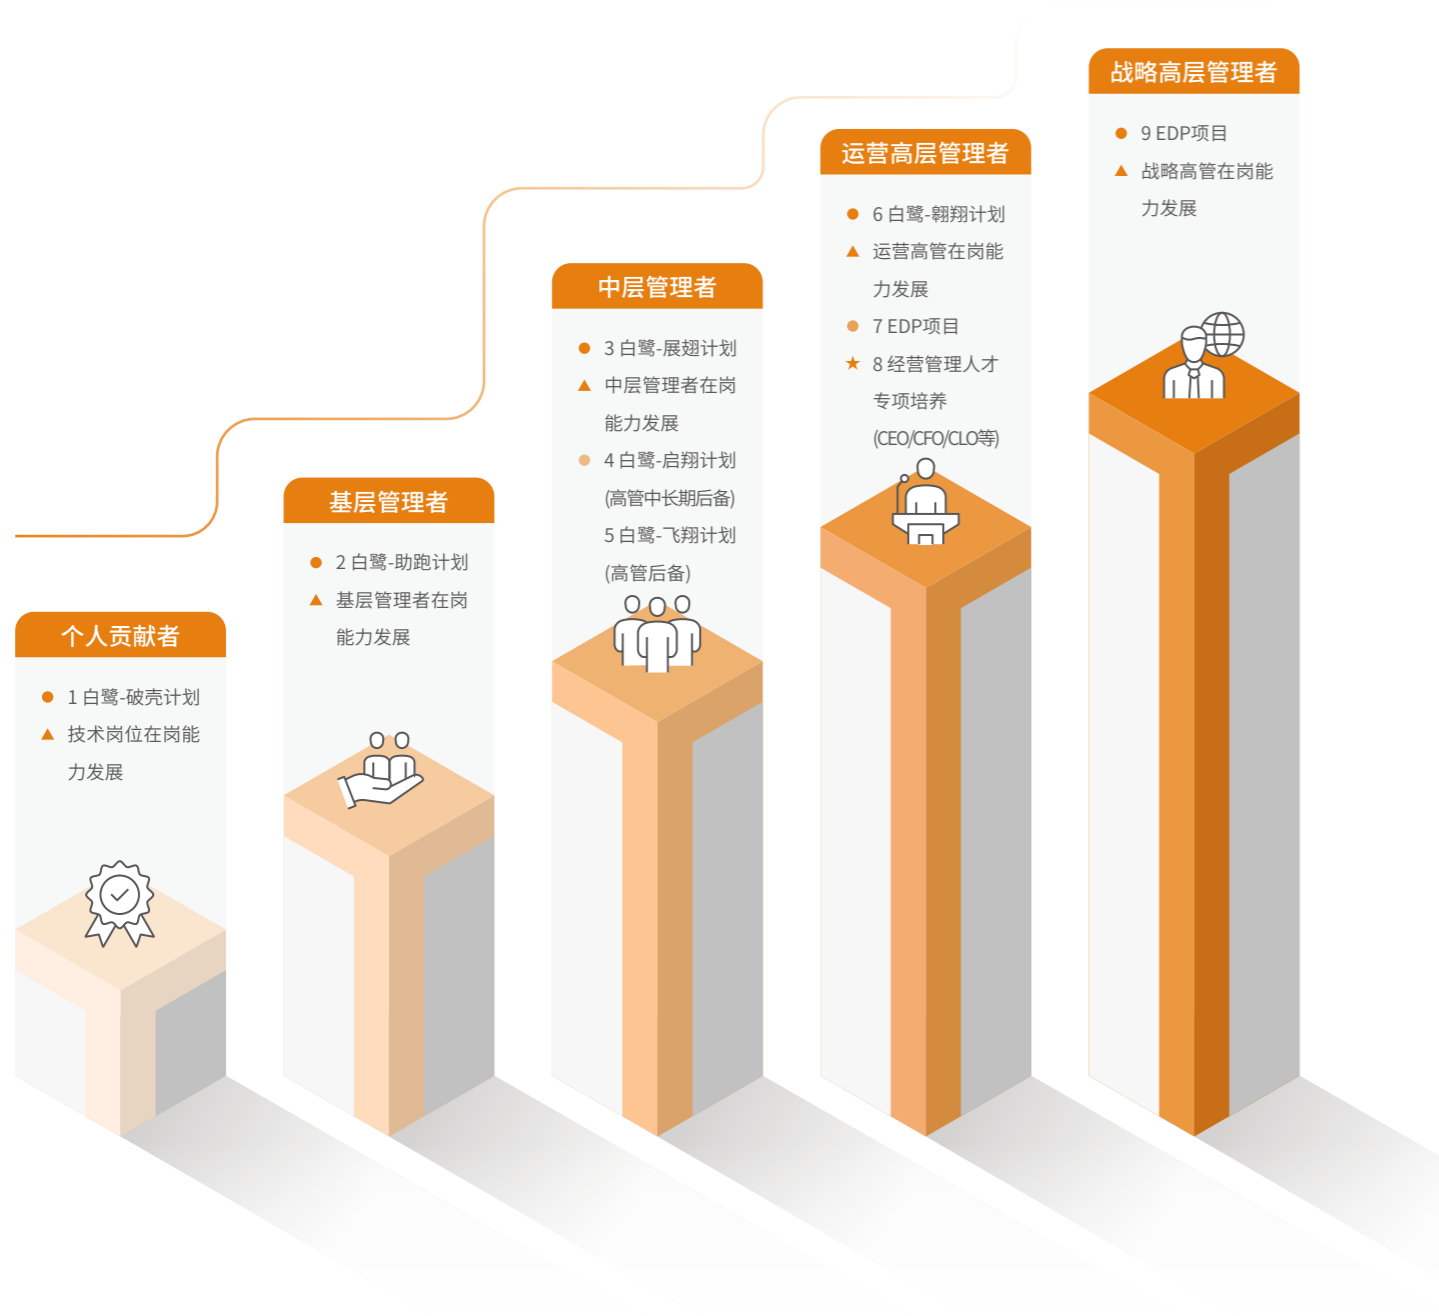 个人贡献者
1 白鹭-破壳计划
技术岗位在岗能
力发展
基层管理者
2 白鹭-助跑计划
基层管理者在岗
能力发展
中层管理者
3 白鹭-展翅计划
中层管理者在岗
能力发展
4 白鹭-启翔计划
(高管中长期后备)
5 白鹭-飞翔计划
(高管后备)
运营高层管理者
6 白鹭-翱翔计划
运营高管在岗能
力发展
7 EDP项目
8 经营管理人才
专项培养
(CEO/CFO/CLO等)
战略高层管理者
9 EDP项目
战略高管在岗能
力发展